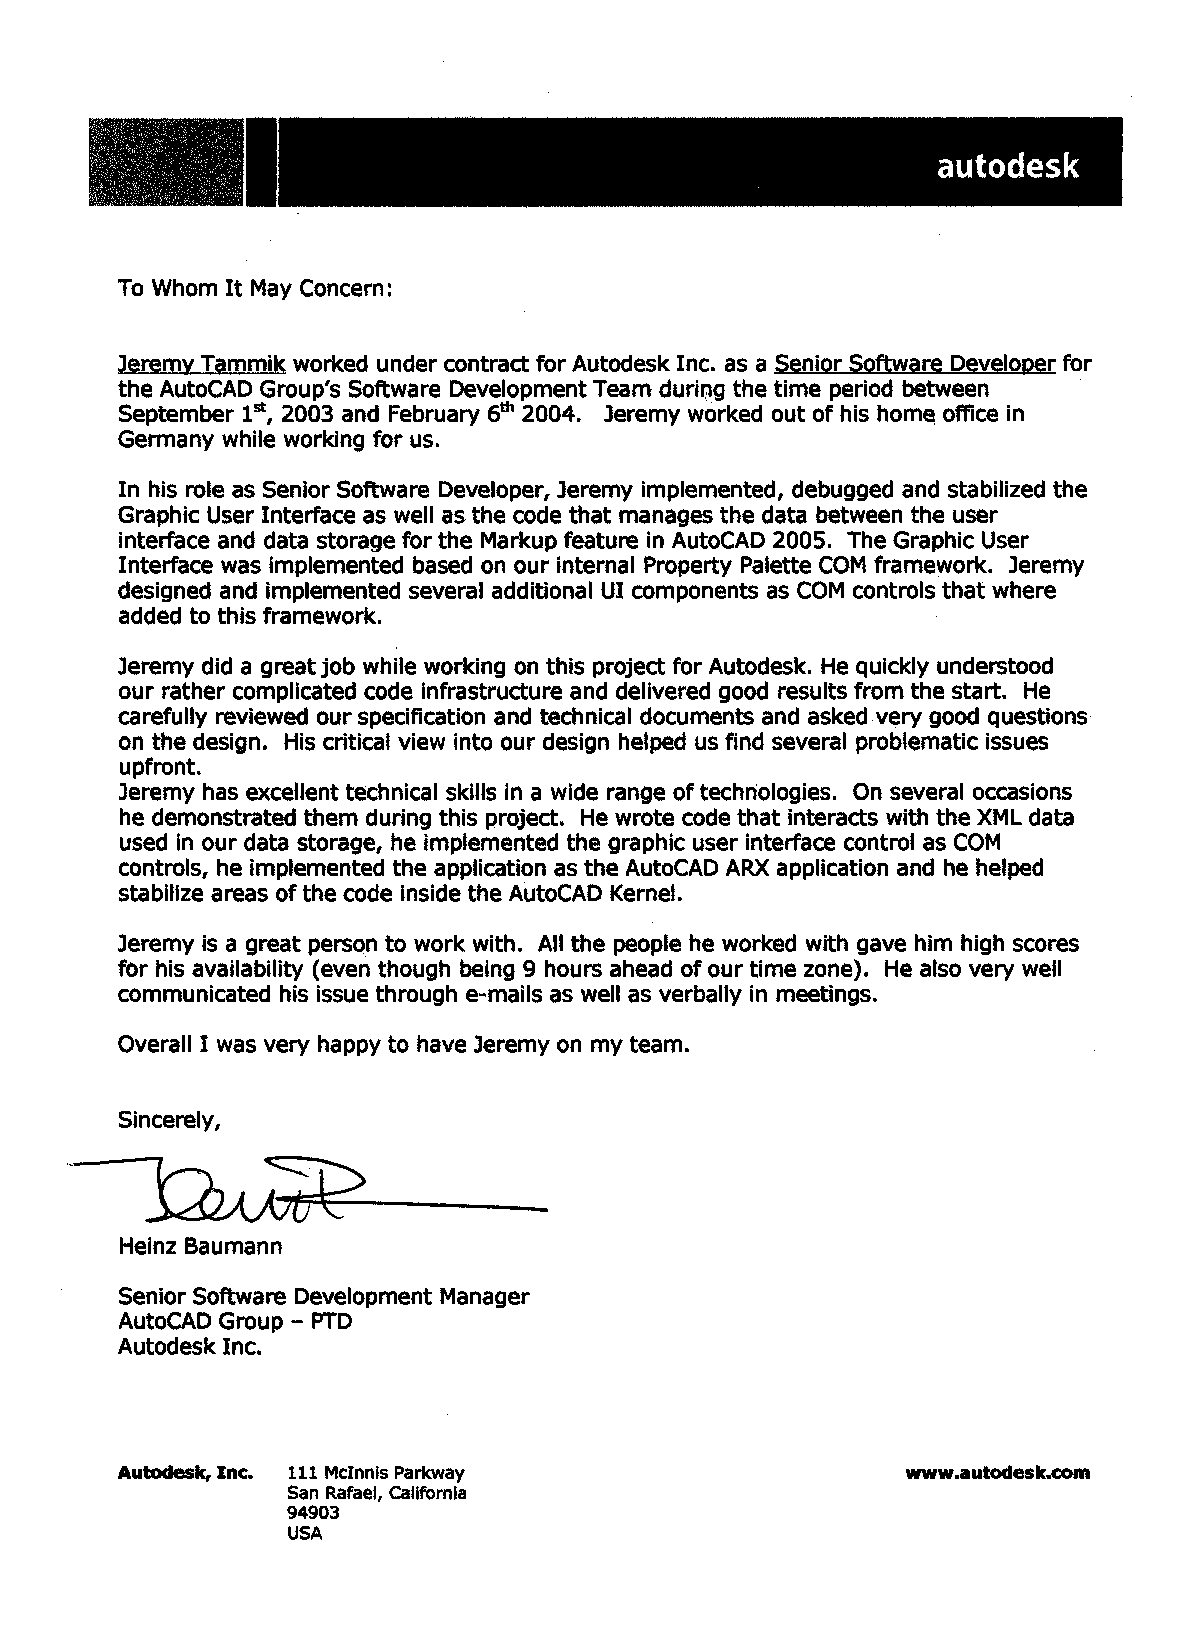 autodesk
To Whom It May Concern:
Jeremy Tammik worked under contract for Autodesk Inc. as a Senior Software Developer for
the AutoCAD Group's Software Development Team during the time period between
September 1st, 2003 and February 6th 2004. Jeremy worked out of his home office in
Germany while working for us.
In his role as Senior Software Developer, Jeremy implemented, debugged and stabilized the
Graphic User Interface as well as the code that manages the data between the user
interface and data storage for the Markup feature in AutoCAD 2005. The Graphic User
Interface was implemented based on our internal Property Palette COM framework. Jeremy
designed and implemented several additional UI components as COM controls that where
added to this framework.
Jeremy did a great job while working on this project for Autodesk. He quickly understood
our rather complicated code infrastructure and delivered good results from the start. He
carefully reviewed our specification and technical documents and asked very good questions
on the design. His critical view into our design helped us find several problematic issues
upfront.
Jeremy has excellent technical skills in a wide range of technologies. On several occasions
he demonstrated them during this project. He wrote code that interacts with the XML data
used in our data storage, he implemented the graphic user interface control as COM
controls, he implemented the application as the AutoCAD ARX application and he helped
stabilize areas of the code inside the AutoCAD Kernel.
Jeremy is a great person to work with. All the people he worked with gave him high scores
for his availability (even though being 9 hours ahead of our time zone). He also very well
communicated his issue through e-mails as well as verbally in meetings.
Overall I was very happy to have Jeremy on my team.
Sincerely,
Heinz Baumann
Senior Software Development Manager
AutoCAD Group – PTD
Autodesk Inc.
Autodesk, Inc. 111 McInnis Parkway www.autodesk.com
San Rafael, California
94903
USA